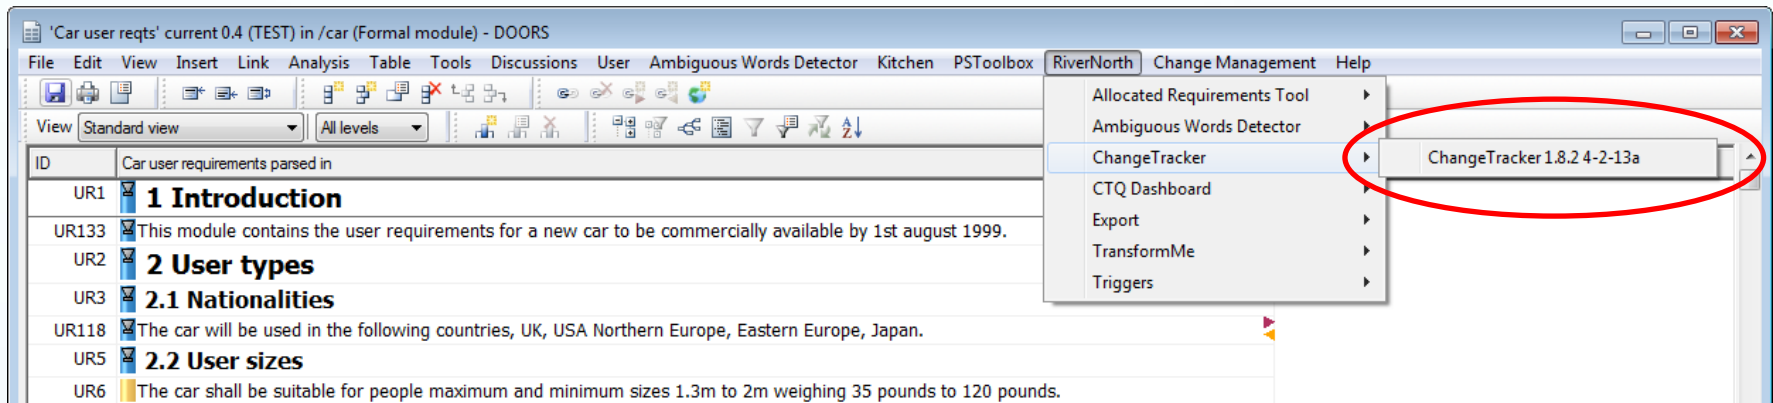 'Car user reqts' current 0.4 (TEST) in /car (Formal module) - DOORS
File Edit View Insert Link Analysis Table Tools Discussions User Ambiguous Words Detector Kitchen PSToolbox RiverNorth Change Management Help
Allocated Requirements Tool
View Standard view All levels
Ambiguous Words Detector
ID Car user requirements parsed in
ChangeTracker
ChangeTracker 1.8.2 4-2-13a
UR1 1 Introduction
CTQ Dashboard
UR133 This module contains the user requirements for a new car to be commercially available by 1st august 1999.
Export
UR2 2 User types
TransformMe
UR3 2.1 Nationalities
Triggers
UR118 The car will be used in the following countries, UK, USA Northern Europe, Eastern Europe, Japan.
UR5 2.2 User sizes
UR6 The car shall be suitable for people maximum and minimum sizes 1.3m to 2m weighing 35 pounds to 120 pounds.